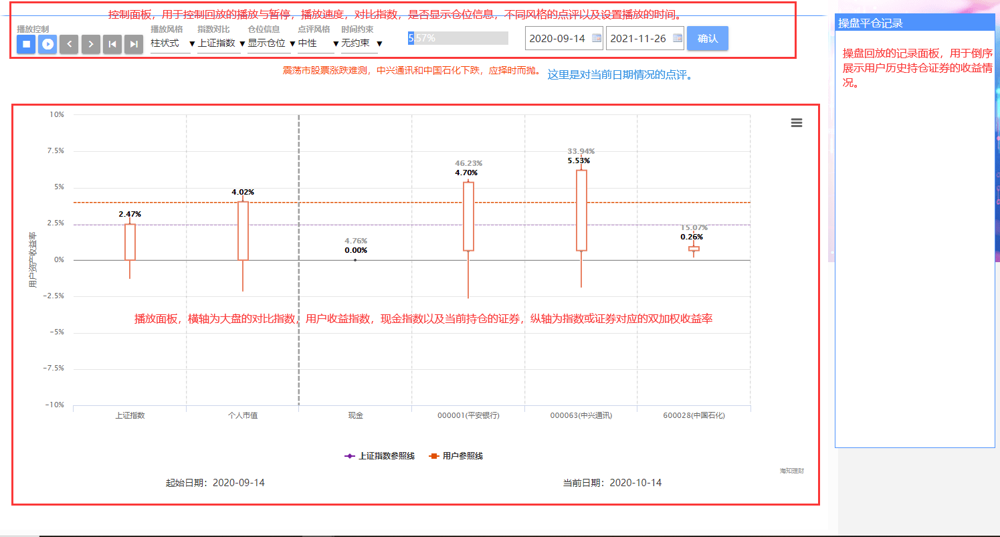 控制面板，用于控制回放的播放与暂停，播放速度，对比指数，是否显示仓位信息，不同风格的点评以及设置播放的时间。
播放控制
播放风格 指数对比 仓位信息 点评风格 时间约束
柱状式 ▼ 上证指数 ▼ 显示仓位 ▼ 中性 ▼ 无约束 ▼
5.57%
2020-09-14 2021-11-26 确认
震荡市股票涨跌难测，中兴通讯和中国石化下跌，应择时而抛。
这里是对当前日期情况的点评。
操盘平仓记录
操盘回放的记录面板，用于倒序
展示用户历史持仓证券的收益情
况。
用户资产收益率
10%
7.5%
5%
2.5%
0%
-2.5%
-5%
-7.5%
-10%
2.47%
4.02%
4.76%
0.00%
46.23%
4.70%
33.94%
5.53%
15.07%
0.26%
播放面板，横轴为大盘的对比指数，用户收益指数，现金指数以及当前持仓的证券，纵轴为指数或证券对应的双加权收益率
上证指数 个人市值 现金 000001(平安银行) 000063(中兴通讯) 600028(中国石化)
上证指数参照线 用户参照线
海知理财
起始日期：2020-09-14 当前日期：2020-10-14